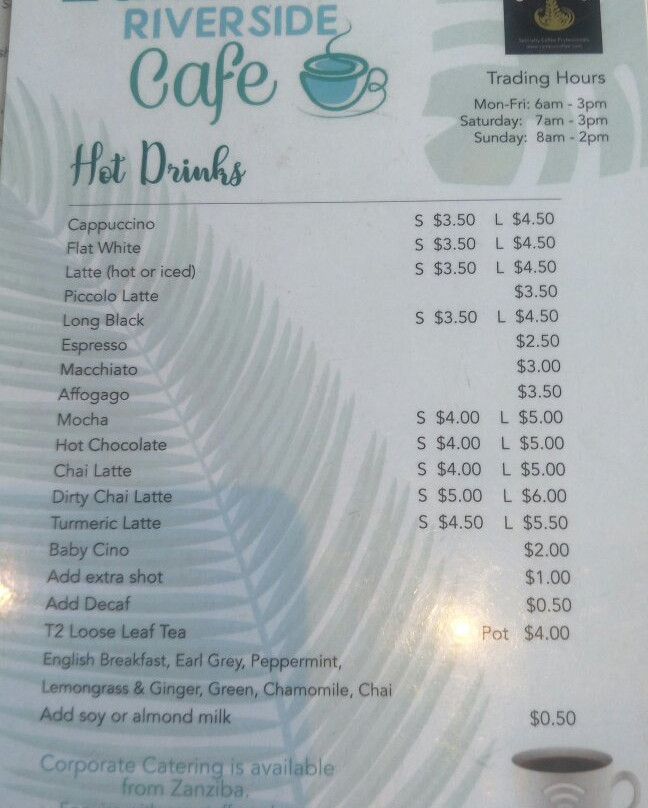 RIVERSIDE
Cafe
Trading Hours
Mon-Fri: 6am - 3pm
Saturday: 7am - 3pm
Sunday: 8am - 2pm
Hot Drinks
Cappuccino S $3.50 L $4.50
Flat White S $3.50 L $4.50
Latte (hot or iced) S $3.50 L $4.50
Piccolo Latte $3.50
Long Black S $3.50 L $4.50
Espresso $2.50
Macchiato $3.00
Affogago $3.50
Mocha S $4.00 L $5.00
Hot Chocolate S $4.00 L $5.00
Chai Latte S $4.00 L $5.00
Dirty Chai Latte S $5.00 L $6.00
Turmeric Latte S $4.50 L $5.50
Baby Cino $2.00
Add extra shot $1.00
Add Decaf $0.50
T2 Loose Leaf Tea Pot $4.00
English Breakfast, Earl Grey, Peppermint,
Lemongrass & Ginger, Green, Chamomile, Chai
Add soy or almond milk $0.50
Corporate Catering is available
from Zanziba.